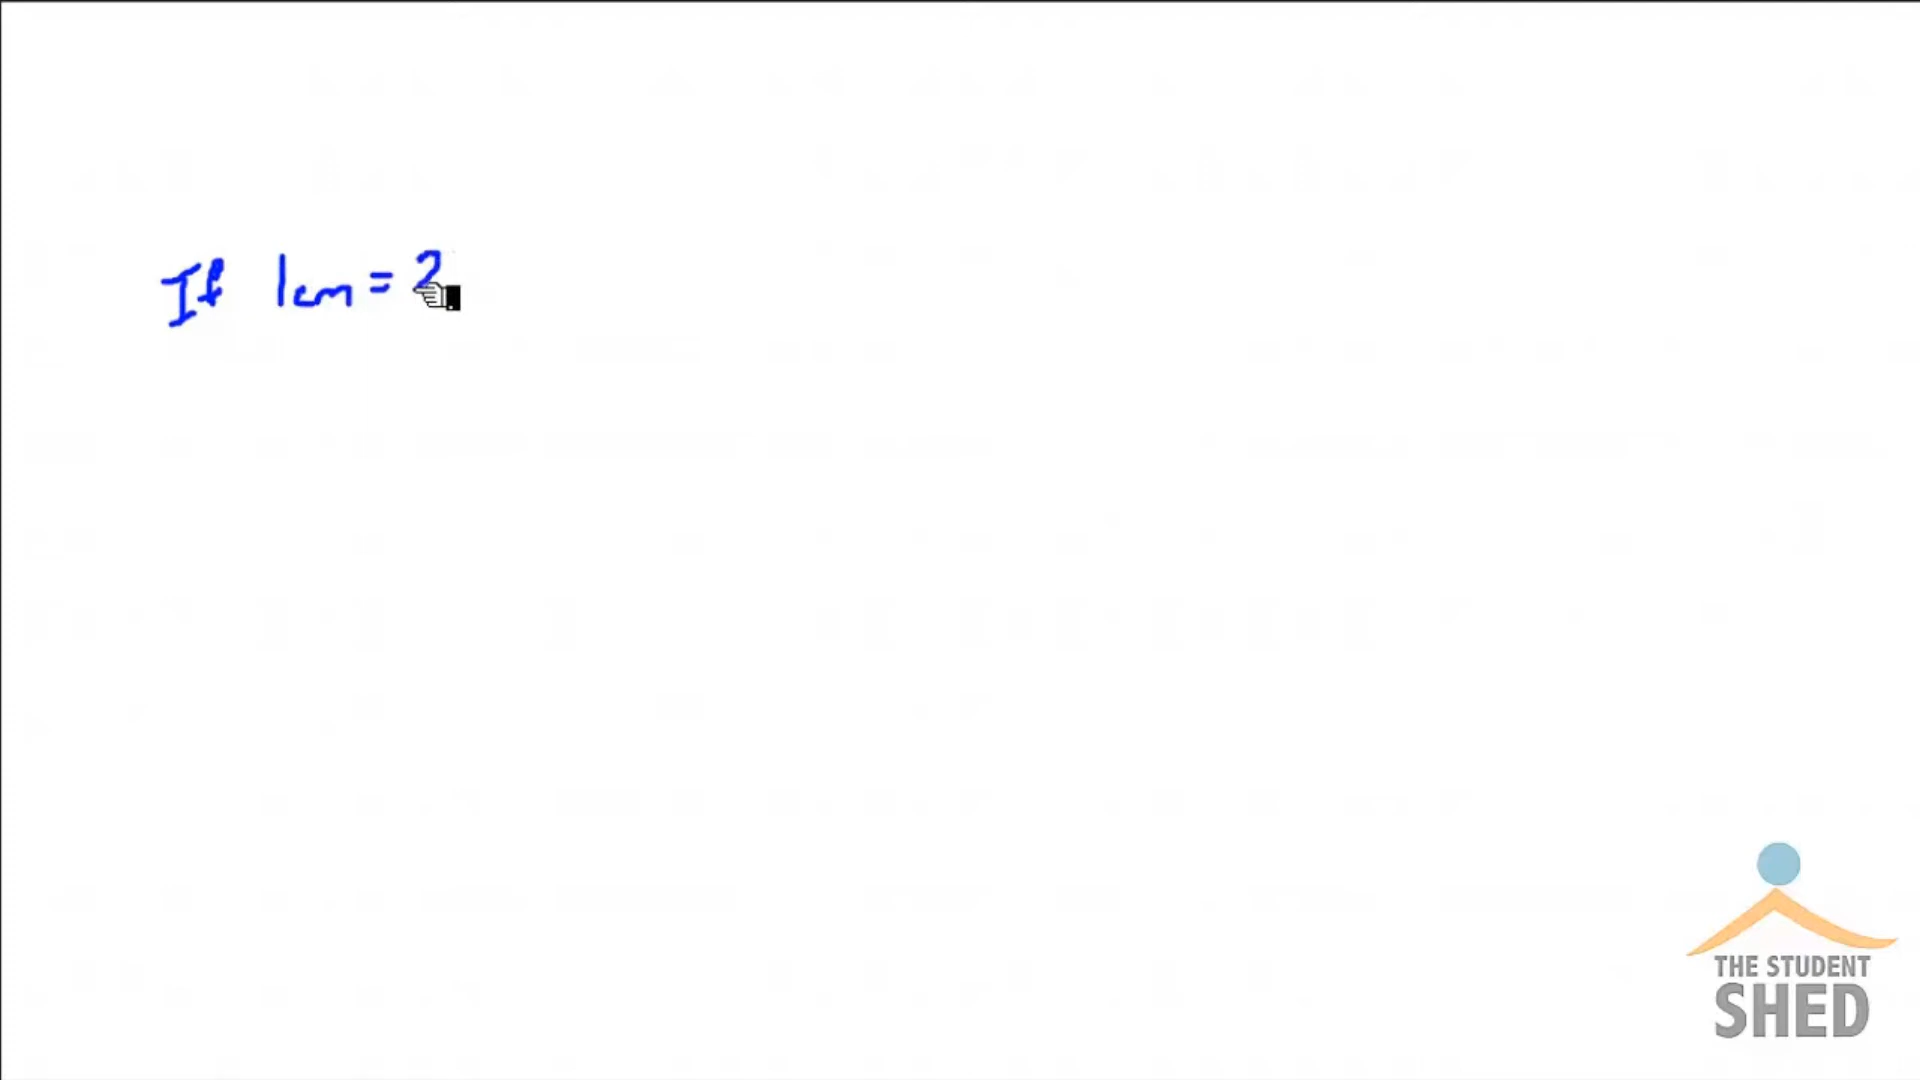 If 1cm = 2
THE STUDENT
SHED